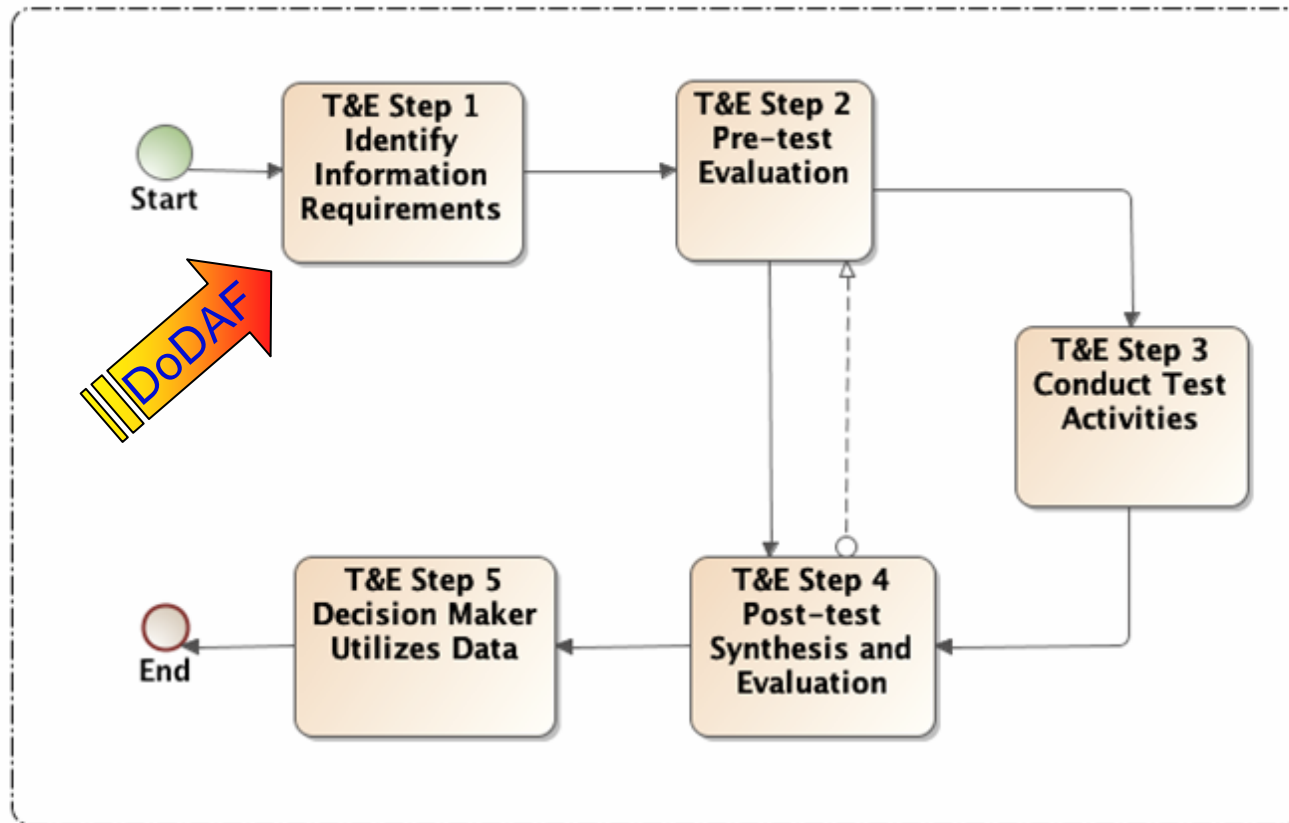 T&E Step 1
Identify
Information
Requirements
T&E Step 2
Pre-test
Evaluation
Start
DoDAF
T&E Step 3
Conduct Test
Activities
T&E Step 4
Post-test
Synthesis and
Evaluation
T&E Step 5
Decision Maker
Utilizes Data
End